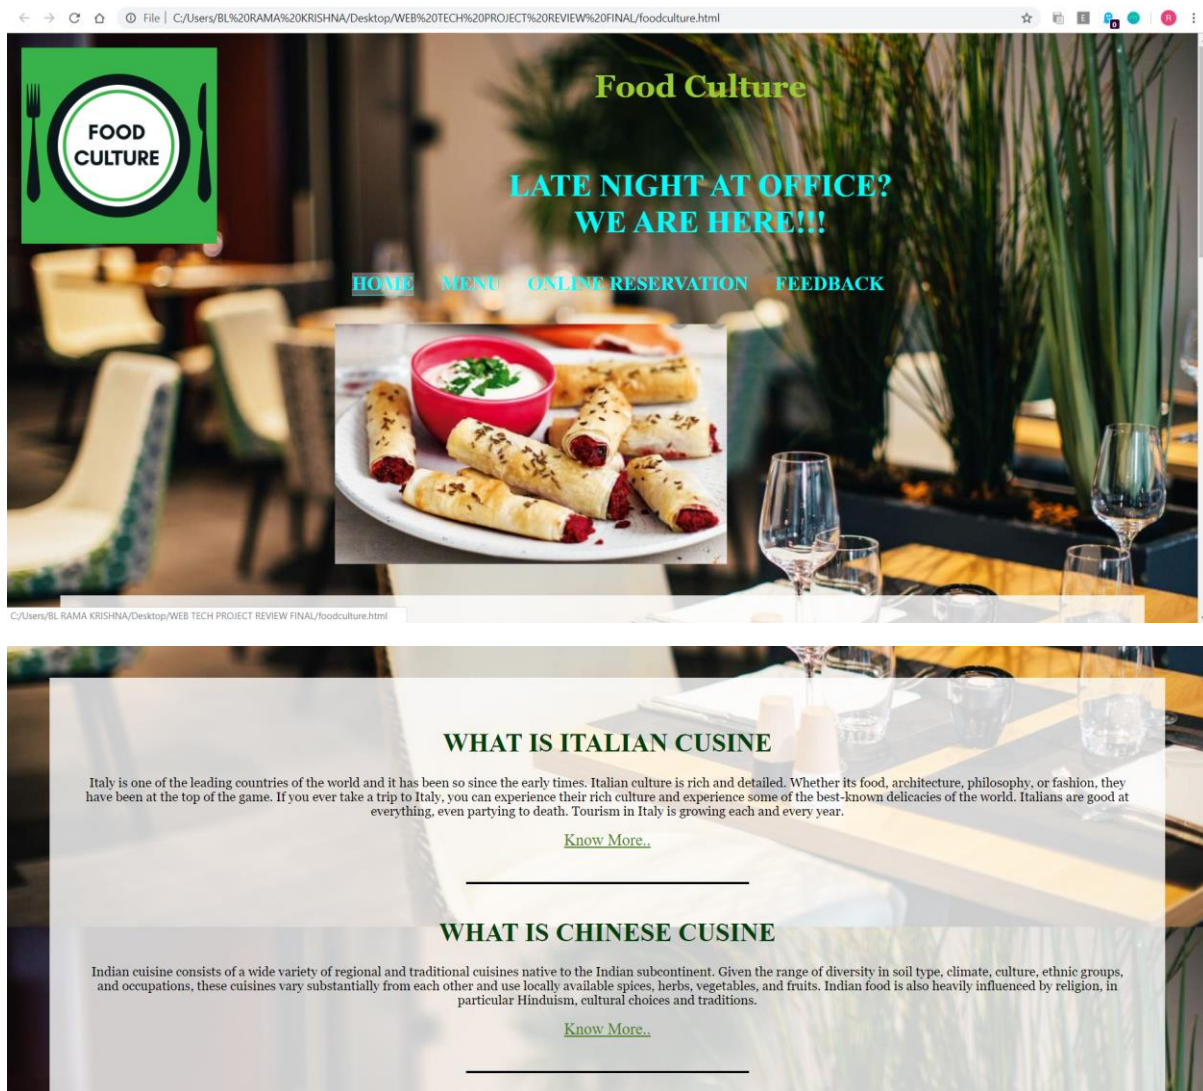 File | C:/Users/BL%20RAMA%20KRISHNA/Desktop/WEB%20TECH%20PROJECT%20REVIEW%20FINAL/foodculture.html
E
0
R
FOOD
CULTURE
Food Culture
LATE NIGHT AT OFFICE?
WE ARE HERE!!!
HOME MENU ONLINE RESERVATION FEEDBACK
C:/Users/BL RAMA KRISHNA/Desktop/WEB TECH PROJECT REVIEW FINAL/foodculture.html
WHAT IS ITALIAN CUSINE
Italy is one of the leading countries of the world and it has been so since the early times. Italian culture is rich and detailed. Whether its food, architecture, philosophy, or fashion, they
have been at the top of the game. If you ever take a trip to Italy, you can experience their rich culture and experience some of the best-known delicacies of the world. Italians are good at
everything, even partying to death. Tourism in Italy is growing each and every year.
Know More..
WHAT IS CHINESE CUSINE
Indian cuisine consists of a wide variety of regional and traditional cuisines native to the Indian subcontinent. Given the range of diversity in soil type, climate, culture, ethnic groups,
and occupations, these cuisines vary substantially from each other and use locally available spices, herbs, vegetables, and fruits. Indian food is also heavily influenced by religion, in
particular Hinduism, cultural choices and traditions.
Know More..